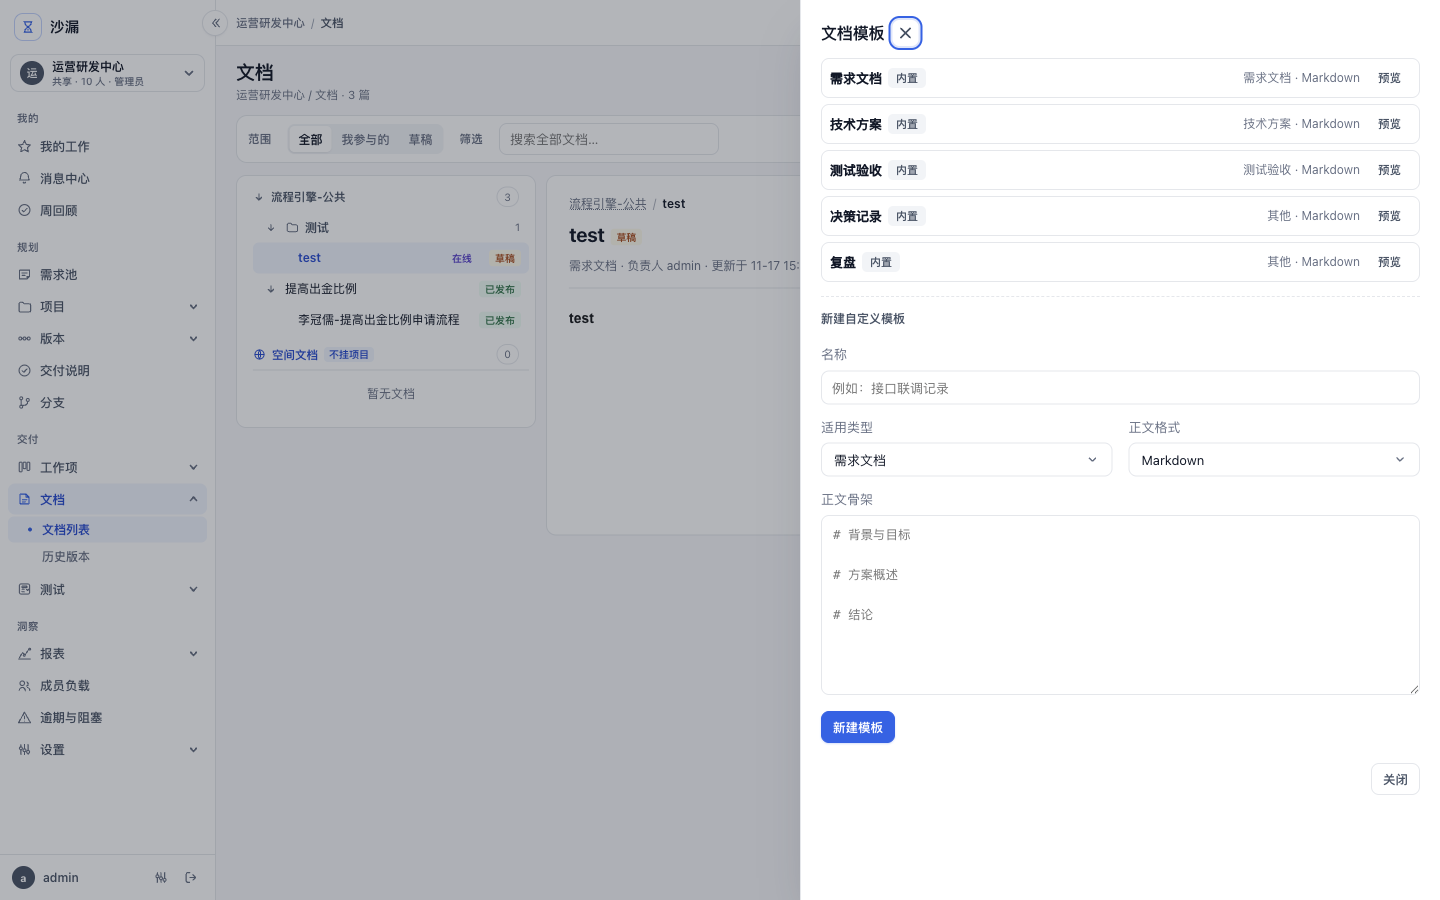 沙漏
运
运营研发中心
共享 · 10 人 · 管理员
我的
我的工作
消息中心
周回顾
规划
需求池
项目
版本
交付说明
分支
交付
工作项
文档
文档列表
历史版本
测试
洞察
报表
成员负载
逾期与阻塞
设置
a admin
运营研发中心 / 文档
文档
运营研发中心 / 文档 · 3 篇
范围 全部 我参与的 草稿 筛选 搜索全部文档...
流程引擎-公共 3
测试 1
test 在线 草稿
提高出金比例 已发布
李冠儒-提高出金比例申请流程 已发布
空间文档 不挂项目 0
暂无文档
流程引擎-公共 / test
test 草稿
需求文档 · 负责人 admin · 更新于 11-17 15:
test
文档模板
需求文档 内置 需求文档 · Markdown 预览
技术方案 内置 技术方案 · Markdown 预览
测试验收 内置 测试验收 · Markdown 预览
决策记录 内置 其他 · Markdown 预览
复盘 内置 其他 · Markdown 预览
新建自定义模板
名称
例如：接口联调记录
适用类型 正文格式
需求文档 Markdown
正文骨架
# 背景与目标
# 方案概述
# 结论
新建模板
关闭